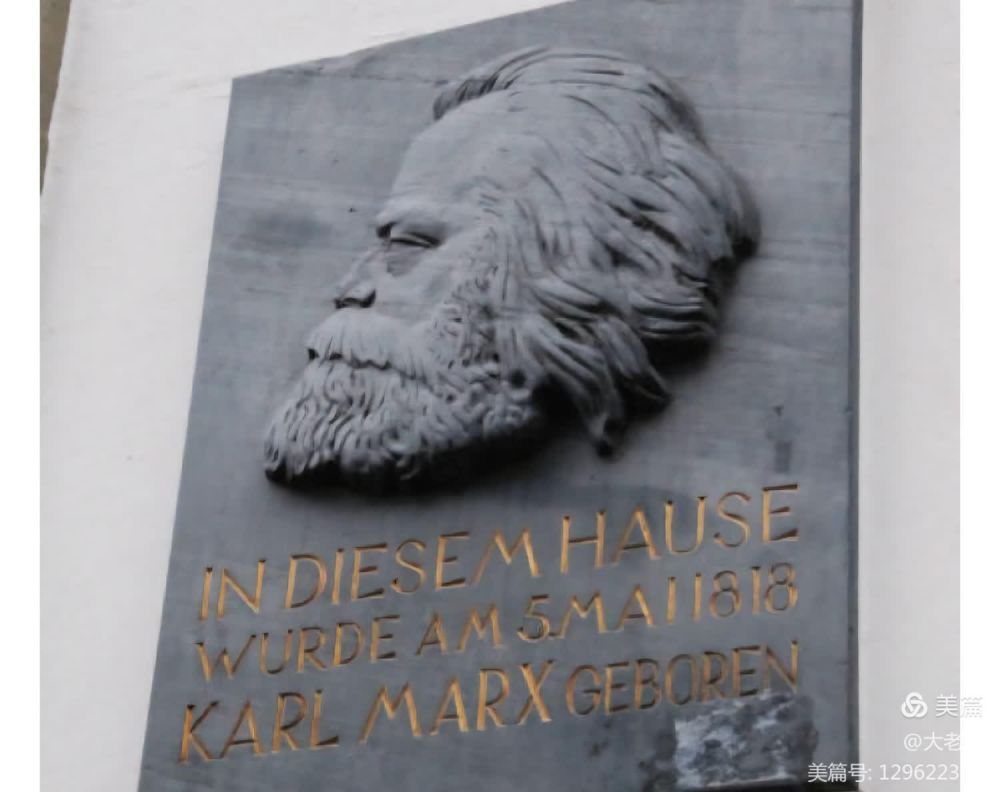 IN DIESEM HAUSE
WURDE AM 5.MAI 1818
KARL MARX GEBOREN
美篇
@大老
美篇号: 1296223